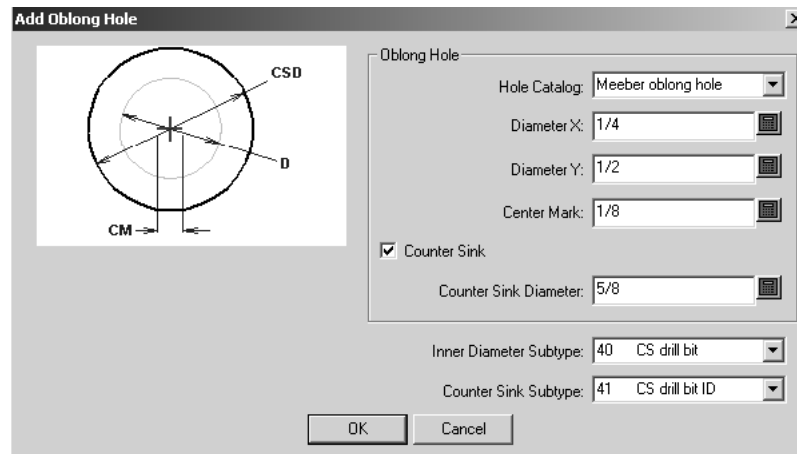 Add Oblong Hole
CSD
D
CM
Oblong Hole
Hole Catalog: Meeber oblong hole
Diameter X: 1/4
Diameter Y: 1/2
Center Mark: 1/8
Counter Sink
Counter Sink Diameter: 5/8
Inner Diameter Subtype: 40 CS drill bit
Counter Sink Subtype: 41 CS drill bit ID
OK Cancel